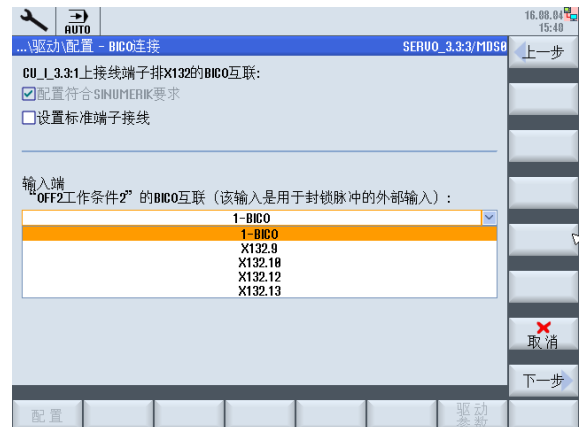 AUTO
16.08.04
15:40
...\驱动\配置 - BICO连接
SERVO_3.3:3/MDS0
上一步
CU_I_3.3:1上接线端子排X132的BICO互联:
配置符合SINUMERIK要求
设置标准端子接线
输入端
“OFF2工作条件2”的BICO互联（该输入是用于封锁脉冲的外部输入）:
1-BICO
1-BICO
X132.9
X132.10
X132.12
X132.13
取消
下一步
配置
驱动
参数